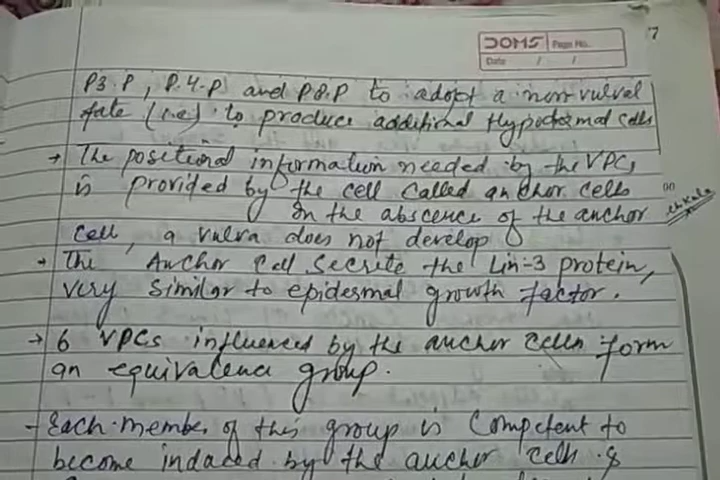 7
DOMS Page No.
Date / /
P3.P, P.4.P and P8.P to adopt a non vulval
fate (i.e) to produce additional Hypodermal cells
→ The positional information needed by the VPCs
is provided by the cell called anchor cells
In the abscence of the anchor
cell, a vulva does not develop
→ The Anchor Cell Secrite the Lin-3 protein,
very similar to epidermal growth factor.
→ 6 VPCs influenced by the anchor cells form
an equivalence group.
→ Each member of this group is Competent to
become induced by the anchor cells &